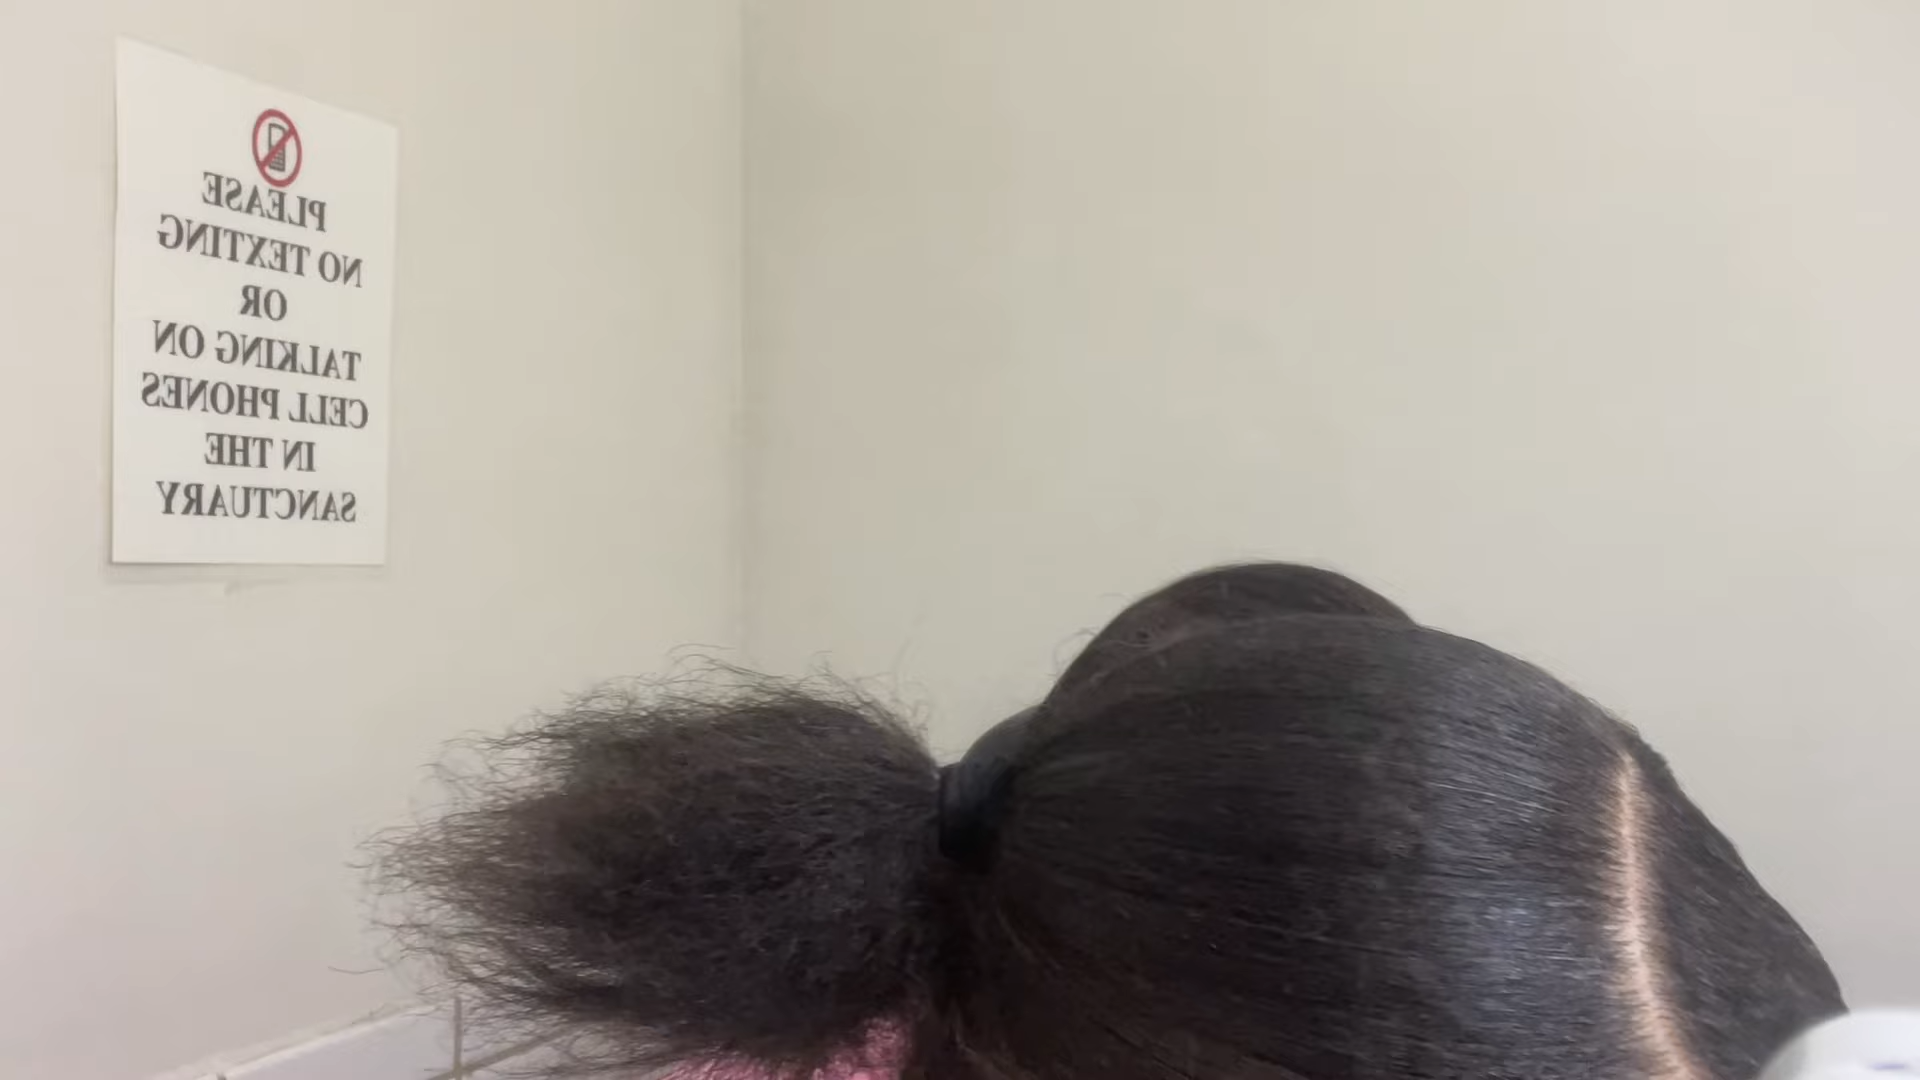 PLEASE
NO TEXTING
OR
TALKING ON
CELL PHONES
IN THE
SANCTUARY